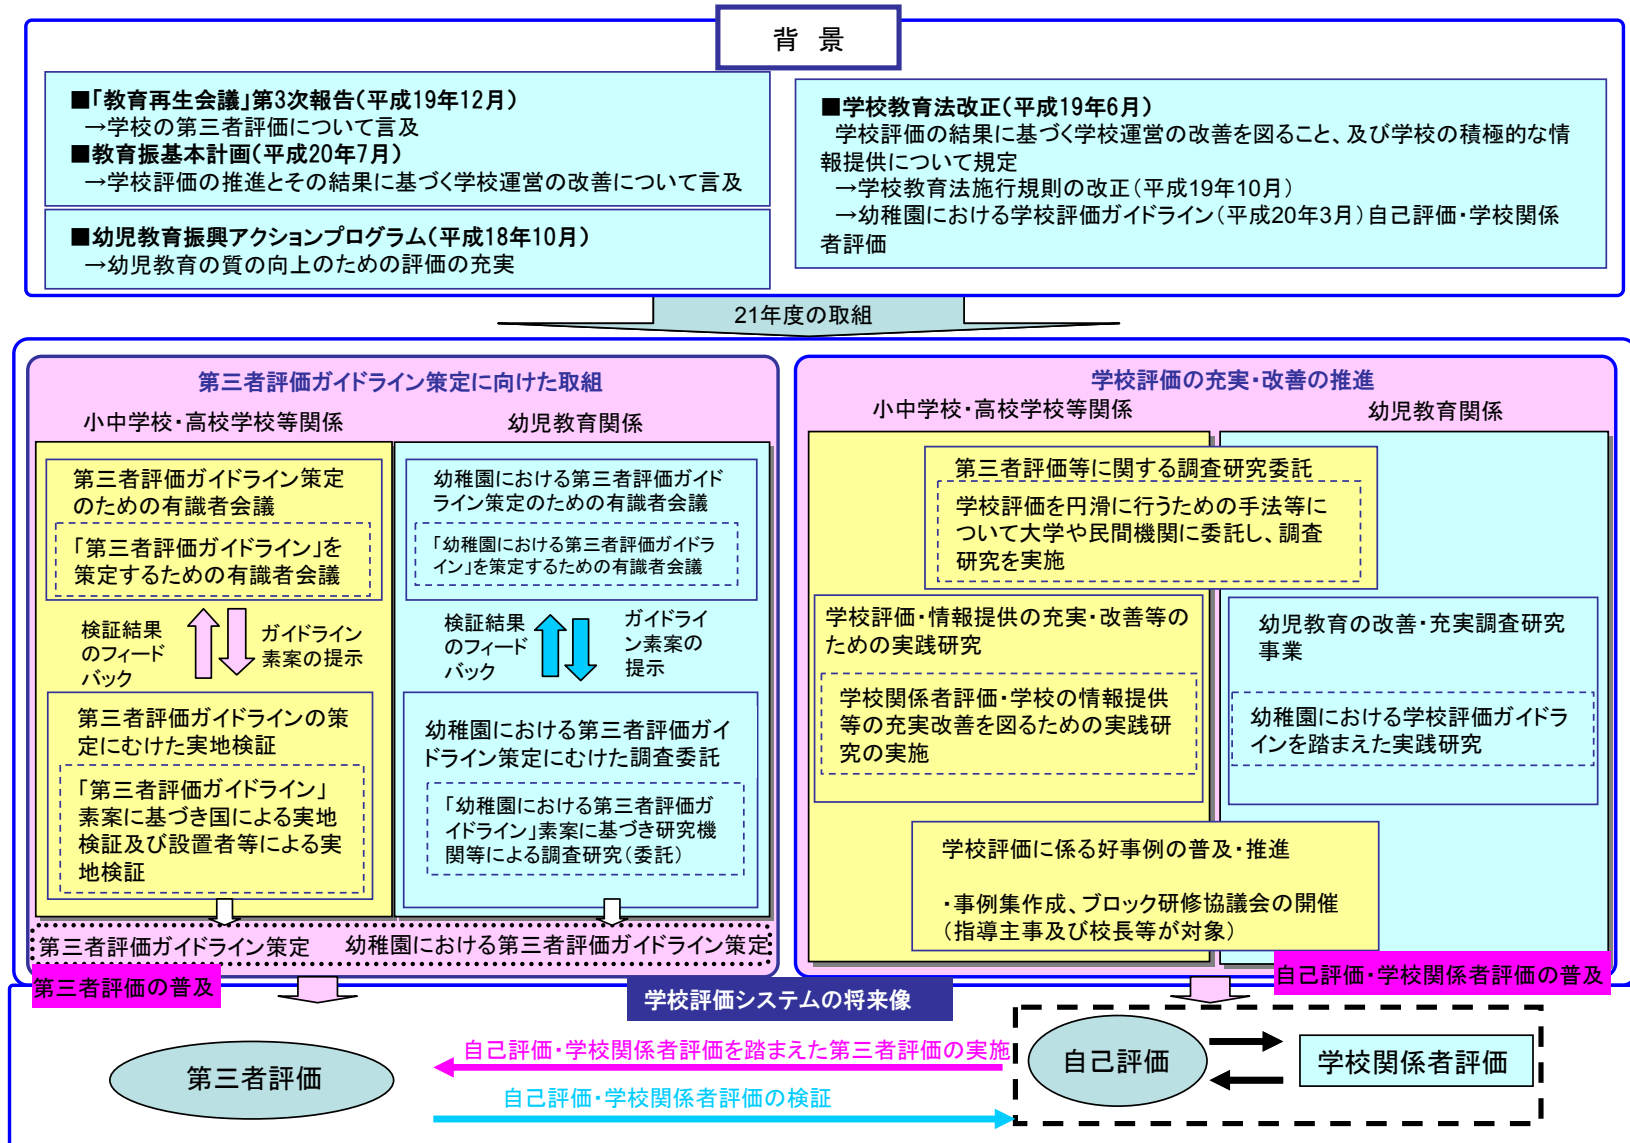 背 景
■「教育再生会議」第3次報告(平成19年12月)
→学校の第三者評価について言及
■教育振基本計画(平成20年7月)
→学校評価の推進とその結果に基づく学校運営の改善について言及
■幼児教育振興アクションプログラム(平成18年10月)
→幼児教育の質の向上のための評価の充実
■学校教育法改正(平成19年6月)
学校評価の結果に基づく学校運営の改善を図ること、及び学校の積極的な情
報提供について規定
→学校教育法施行規則の改正(平成19年10月)
→幼稚園における学校評価ガイドライン(平成20年3月)自己評価・学校関係
者評価
21年度の取組
第三者評価ガイドライン策定に向けた取組
小中学校・高校学校等関係
幼児教育関係
第三者評価ガイドライン策定
のための有識者会議
「第三者評価ガイドライン」を
策定するための有識者会議
検証結果
のフィード
バック
ガイドライン
素案の提示
第三者評価ガイドラインの策
定にむけた実地検証
「第三者評価ガイドライン」
素案に基づき国による実地
検証及び設置者等による実
地検証
幼稚園における第三者評価ガイド
ライン策定のための有識者会議
「幼稚園における第三者評価ガイドラ
イン」を策定するための有識者会議
検証結果
のフィード
バック
ガイドライ
ン素案の
提示
幼稚園における第三者評価ガイ
ドライン策定にむけた調査委託
「幼稚園における第三者評価ガ
イドライン」素案に基づき研究機
関等による調査研究(委託)
第三者評価ガイドライン策定
幼稚園における第三者評価ガイドライン策定
第三者評価の普及
学校評価の充実・改善の推進
小中学校・高校学校等関係
幼児教育関係
第三者評価等に関する調査研究委託
学校評価を円滑に行うための手法等に
ついて大学や民間機関に委託し、調査
研究を実施
学校評価・情報提供の充実・改善等の
ための実践研究
学校関係者評価・学校の情報提供
等の充実改善を図るための実践研
究の実施
幼児教育の改善・充実調査研究
事業
幼稚園における学校評価ガイドラ
インを踏まえた実践研究
学校評価に係る好事例の普及・推進
・事例集作成、ブロック研修協議会の開催
(指導主事及び校長等が対象)
自己評価・学校関係者評価の普及
学校評価システムの将来像
第三者評価
自己評価・学校関係者評価を踏まえた第三者評価の実施
自己評価・学校関係者評価の検証
自己評価
学校関係者評価